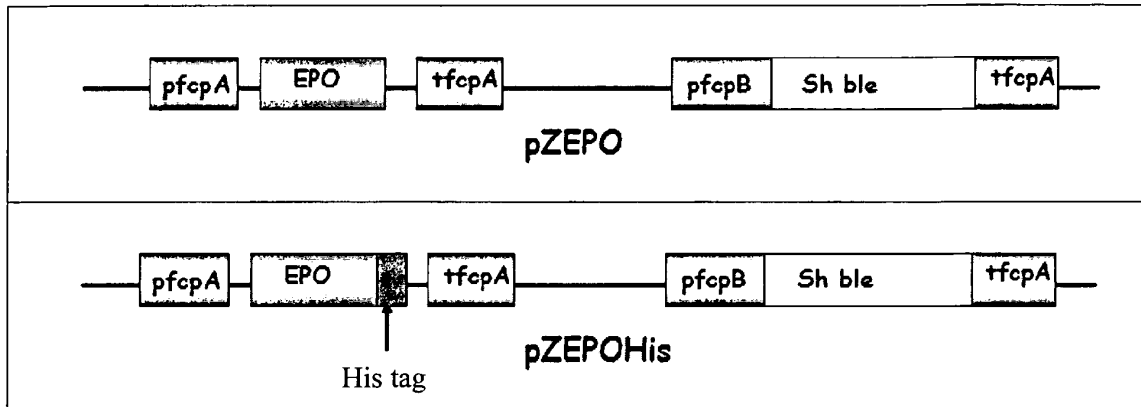 pfcpA EPO tfcpA pfcpB Sh ble tfcpA
pZEPO
pfcpA EPO tfcpA pfcpB Sh ble tfcpA
pZEPOHis
His tag